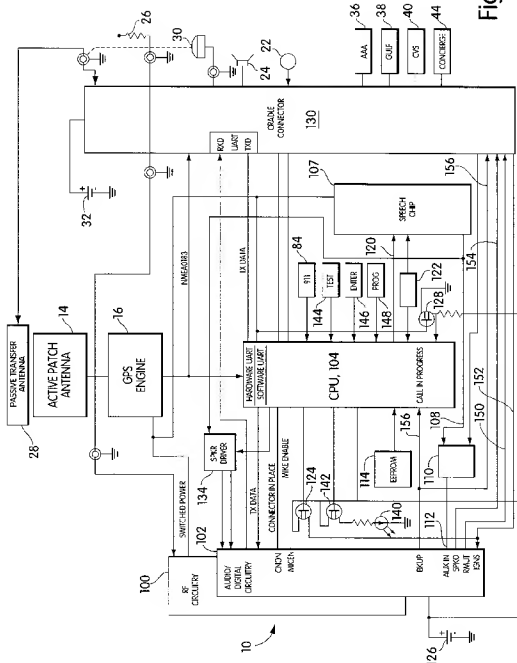 Fig
36
AAA
38
GULF
40
CVS
44
CONCIERGE
26
30
24
22
CRADLE
CONNECTOR
130
RXD
UART
TXD
32
156
107
SPEECH
CHIP
NMEA0183
TX DATA
120
154
84
911
TEST
144
ENTER
146
PROG
148
122
128
PASSIVE TRANSFER
ANTENNA
28
14
ACTIVE PATCH
ANTENNA
16
GPS
ENGINE
HARDWARE UART
SOFTWARE UART
CPU, 104
CALL IN PROGRESS
152
150
108
SWITCHED POWER
SPKR
DRIVER
134
TX DATA
CONNECTOR IN PLACE
MIKE ENABLE
156
EEPROM
114
110
124
142
140
112
100
RF
CIRCUITRY
102
AUDIO/
DIGITAL
CIRCUITRY
CNCN
MICEN
BKUP
AUX IN
SPKO
RMJT
IGNS
10
26